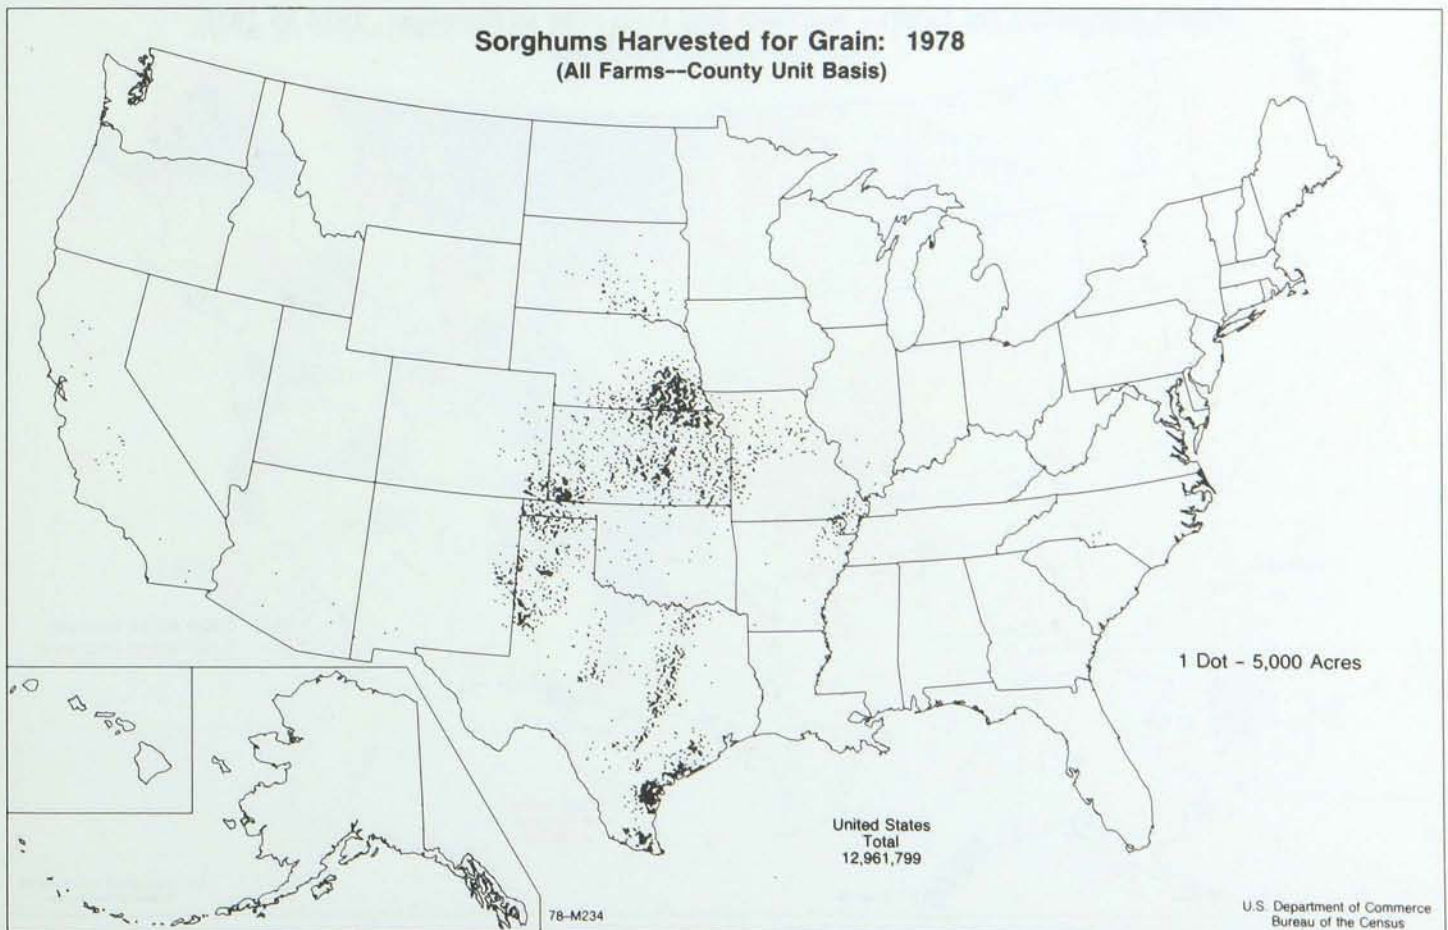 Sorghums Harvested for Grain: 1978
(All Farms--County Unit Basis)
1 Dot - 5,000 Acres
United States
Total
12,961,799
78-M234
U.S. Department of Commerce
Bureau of the Census